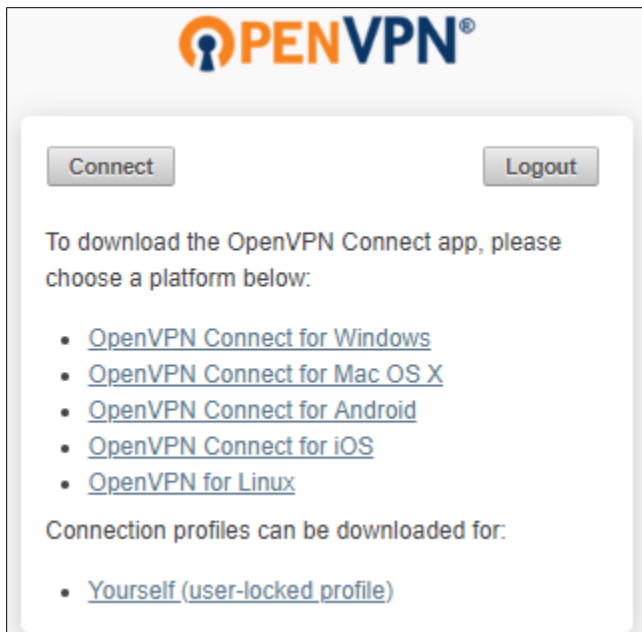 OPENVPN®
Connect
Logout
To download the OpenVPN Connect app, please
choose a platform below:
OpenVPN Connect for Windows
OpenVPN Connect for Mac OS X
OpenVPN Connect for Android
OpenVPN Connect for iOS
OpenVPN for Linux
Connection profiles can be downloaded for:
Yourself (user-locked profile)